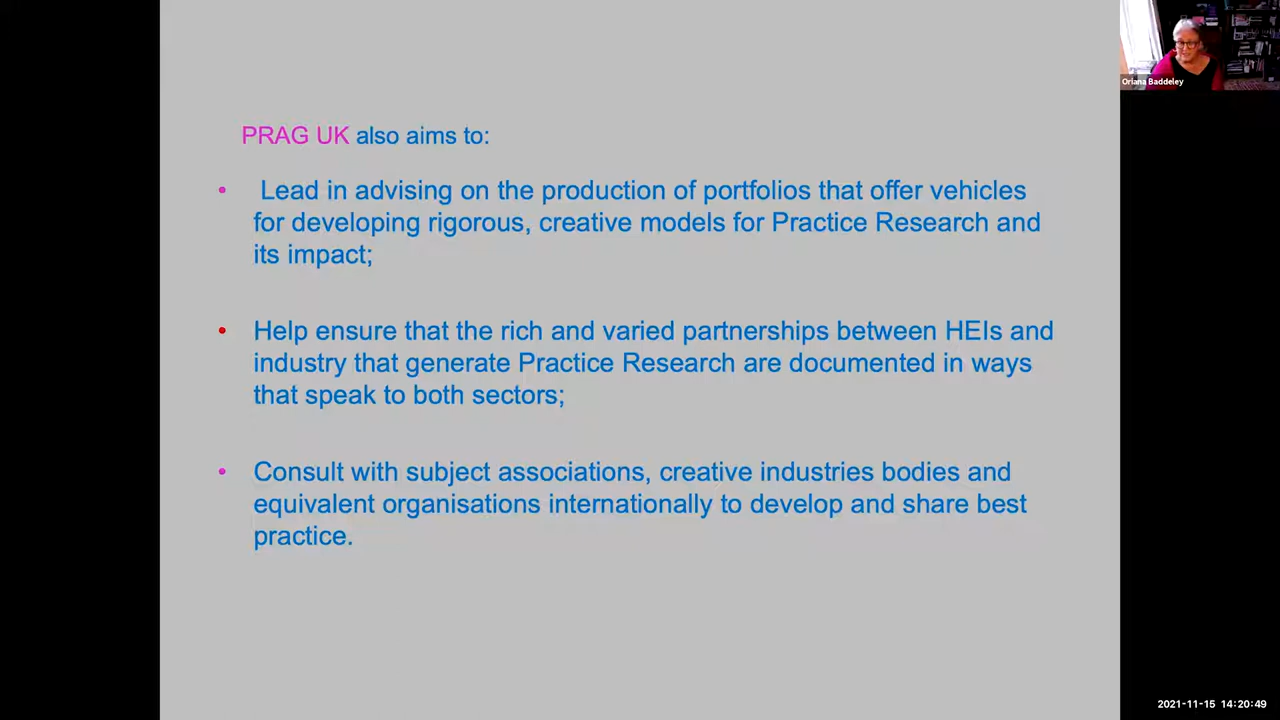 Oriana Baddeley
PRAG UK also aims to:
• Lead in advising on the production of portfolios that offer vehicles
for developing rigorous, creative models for Practice Research and
its impact;
• Help ensure that the rich and varied partnerships between HEIs and
industry that generate Practice Research are documented in ways
that speak to both sectors;
• Consult with subject associations, creative industries bodies and
equivalent organisations internationally to develop and share best
practice.
2021-11-15 14:20:49